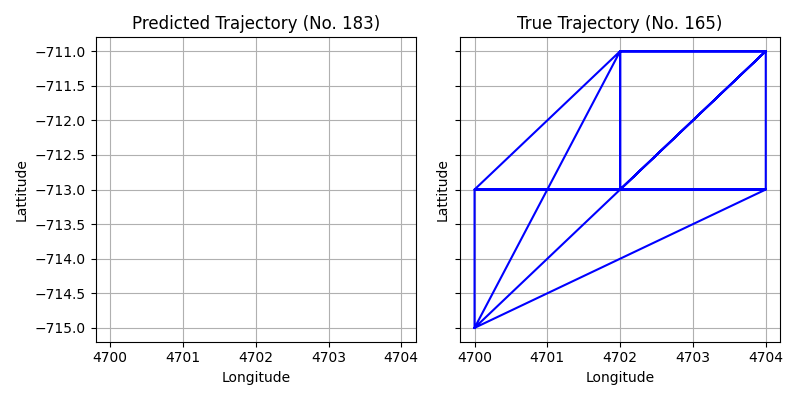 Predicted Trajectory (No. 183)
Lattitude
−711.0
−711.5
−712.0
−712.5
−713.0
−713.5
−714.0
−714.5
−715.0
4700 4701 4702 4703 4704
Longitude
True Trajectory (No. 165)
Lattitude
4700 4701 4702 4703 4704
Longitude